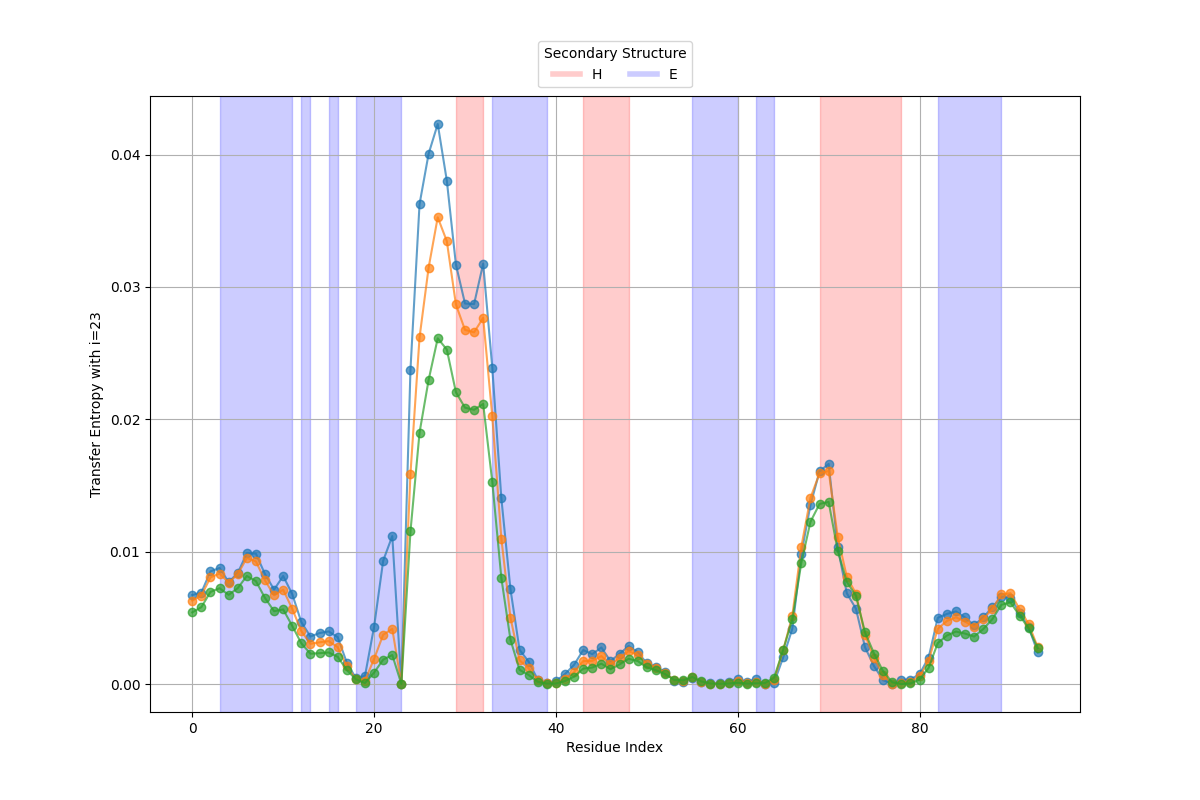 Secondary Structure
H E
0.04
0.03
0.02
0.01
0.00
Transfer Entropy with i=23
0 20 40 60 80
Residue Index